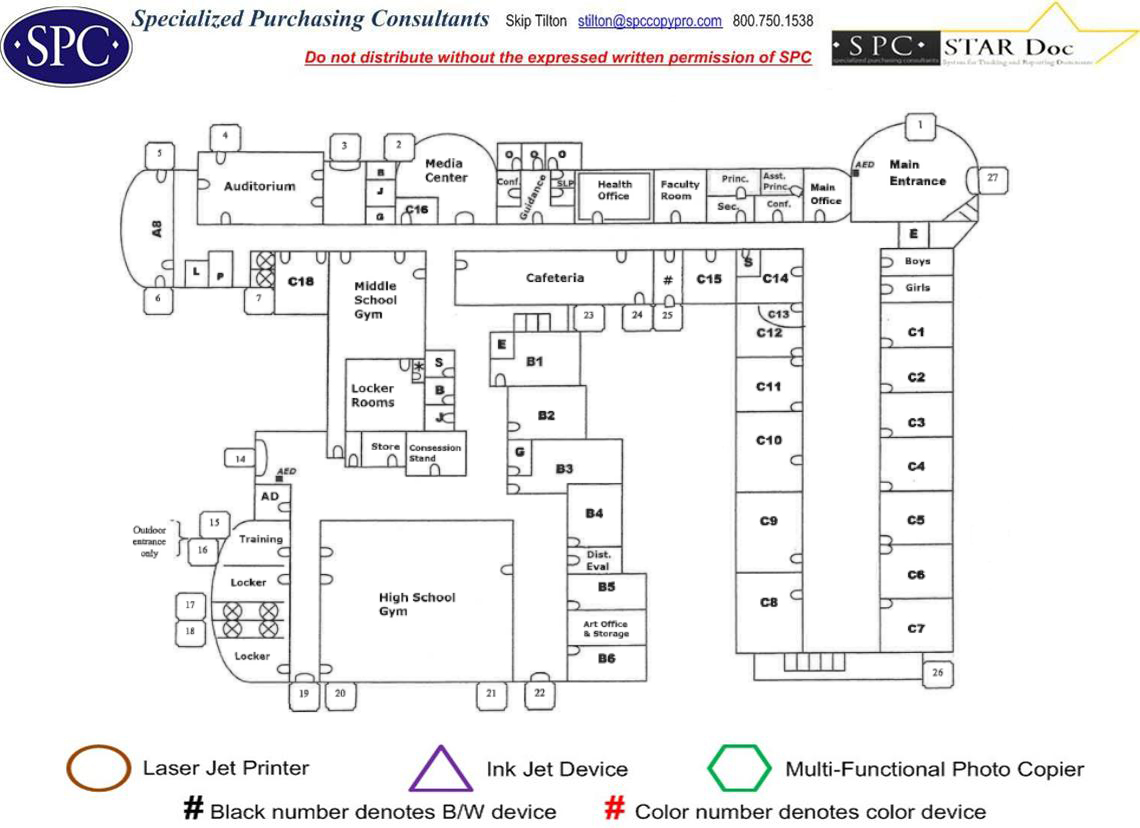 Specialized Purchasing Consultants Skip Tilton stilton@spccopypro.com 800.750.1538
·SPC·
Do not distribute without the expressed written permission of SPC
· S P C · STAR Doc
specialized purchasing consultants System for Tracking and Reporting Documents
1
4
5
3
2
Media
Center
O O O
AED
Main
Entrance
27
Auditorium
B
J
G
C16
Conf.
Guidance
SLP
Health
Office
Faculty
Room
Princ.
Asst.
Princ.
Sec.
Conf.
Main
Office
A8
E
L
P
C18
Middle
School
Gym
Cafeteria
#
C15
S
C14
Boys
Girls
6
7
23
24
25
C13
C12
C1
E
B1
*
S
B
J
Locker
Rooms
C11
C2
B2
C3
Store
Consession
Stand
G
B3
C10
C4
14
AED
AD
B4
C9
C5
Outdoor
entrance
only
15
16
Training
Dist.
Eval
C6
Locker
B5
C8
High School
Gym
17
18
Art Office
& Storage
C7
Locker
B6
26
19
20
21
22
Laser Jet Printer Ink Jet Device Multi-Functional Photo Copier
# Black number denotes B/W device # Color number denotes color device